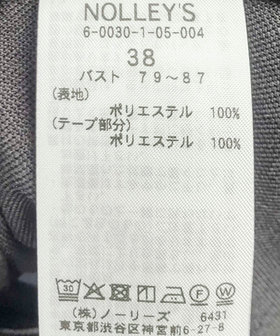 NOLLEY'S
6-0030-1-05-004
38
バスト 79～87
(表地)
ポリエステル 100%
(テープ部分)
ポリエステル 100%
30
F W
(株)ノーリーズ 6431
東京都渋谷区神宮前6-27-8